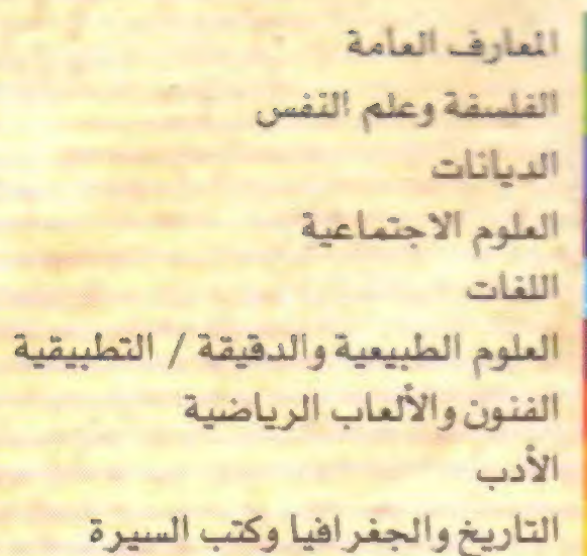 المعارف العامة
الفلسفة وعلم النفس
الديانات
العلوم الاجتماعية
اللغات
العلوم الطبيعية والدقيقة / التطبيقية
الفنون والألعاب الرياضية
الأدب
التاريخ والجغرافيا وكتب السيرة